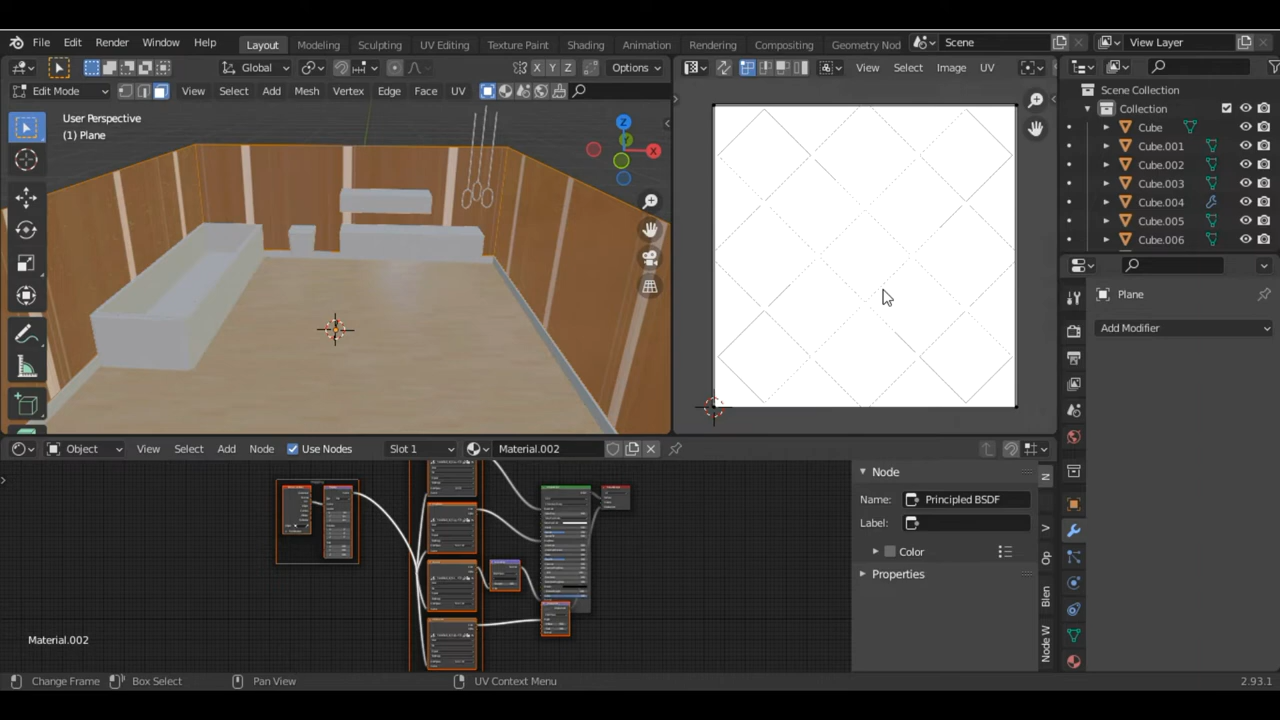 File Edit Render Window Help Layout Modeling Sculpting UV Editing Texture Paint Shading Animation Rendering Compositing Geometry Nod Scene View Layer
Global Options X Y Z View Select Image UV
Edit Mode View Select Add Mesh Vertex Edge Face UV
User Perspective
(1) Plane
Z
X
Scene Collection
Collection
Cube
Cube.001
Cube.002
Cube.003
Cube.004
Cube.005
Cube.006
Plane
Add Modifier
Object View Select Add Node Use Nodes Slot 1 Material.002
Node
Name: Principled BSDF
Label:
Color
Properties
N
V
Op
Blen
Node W
Material.002
Change Frame Box Select Pan View UV Context Menu 2.93.1